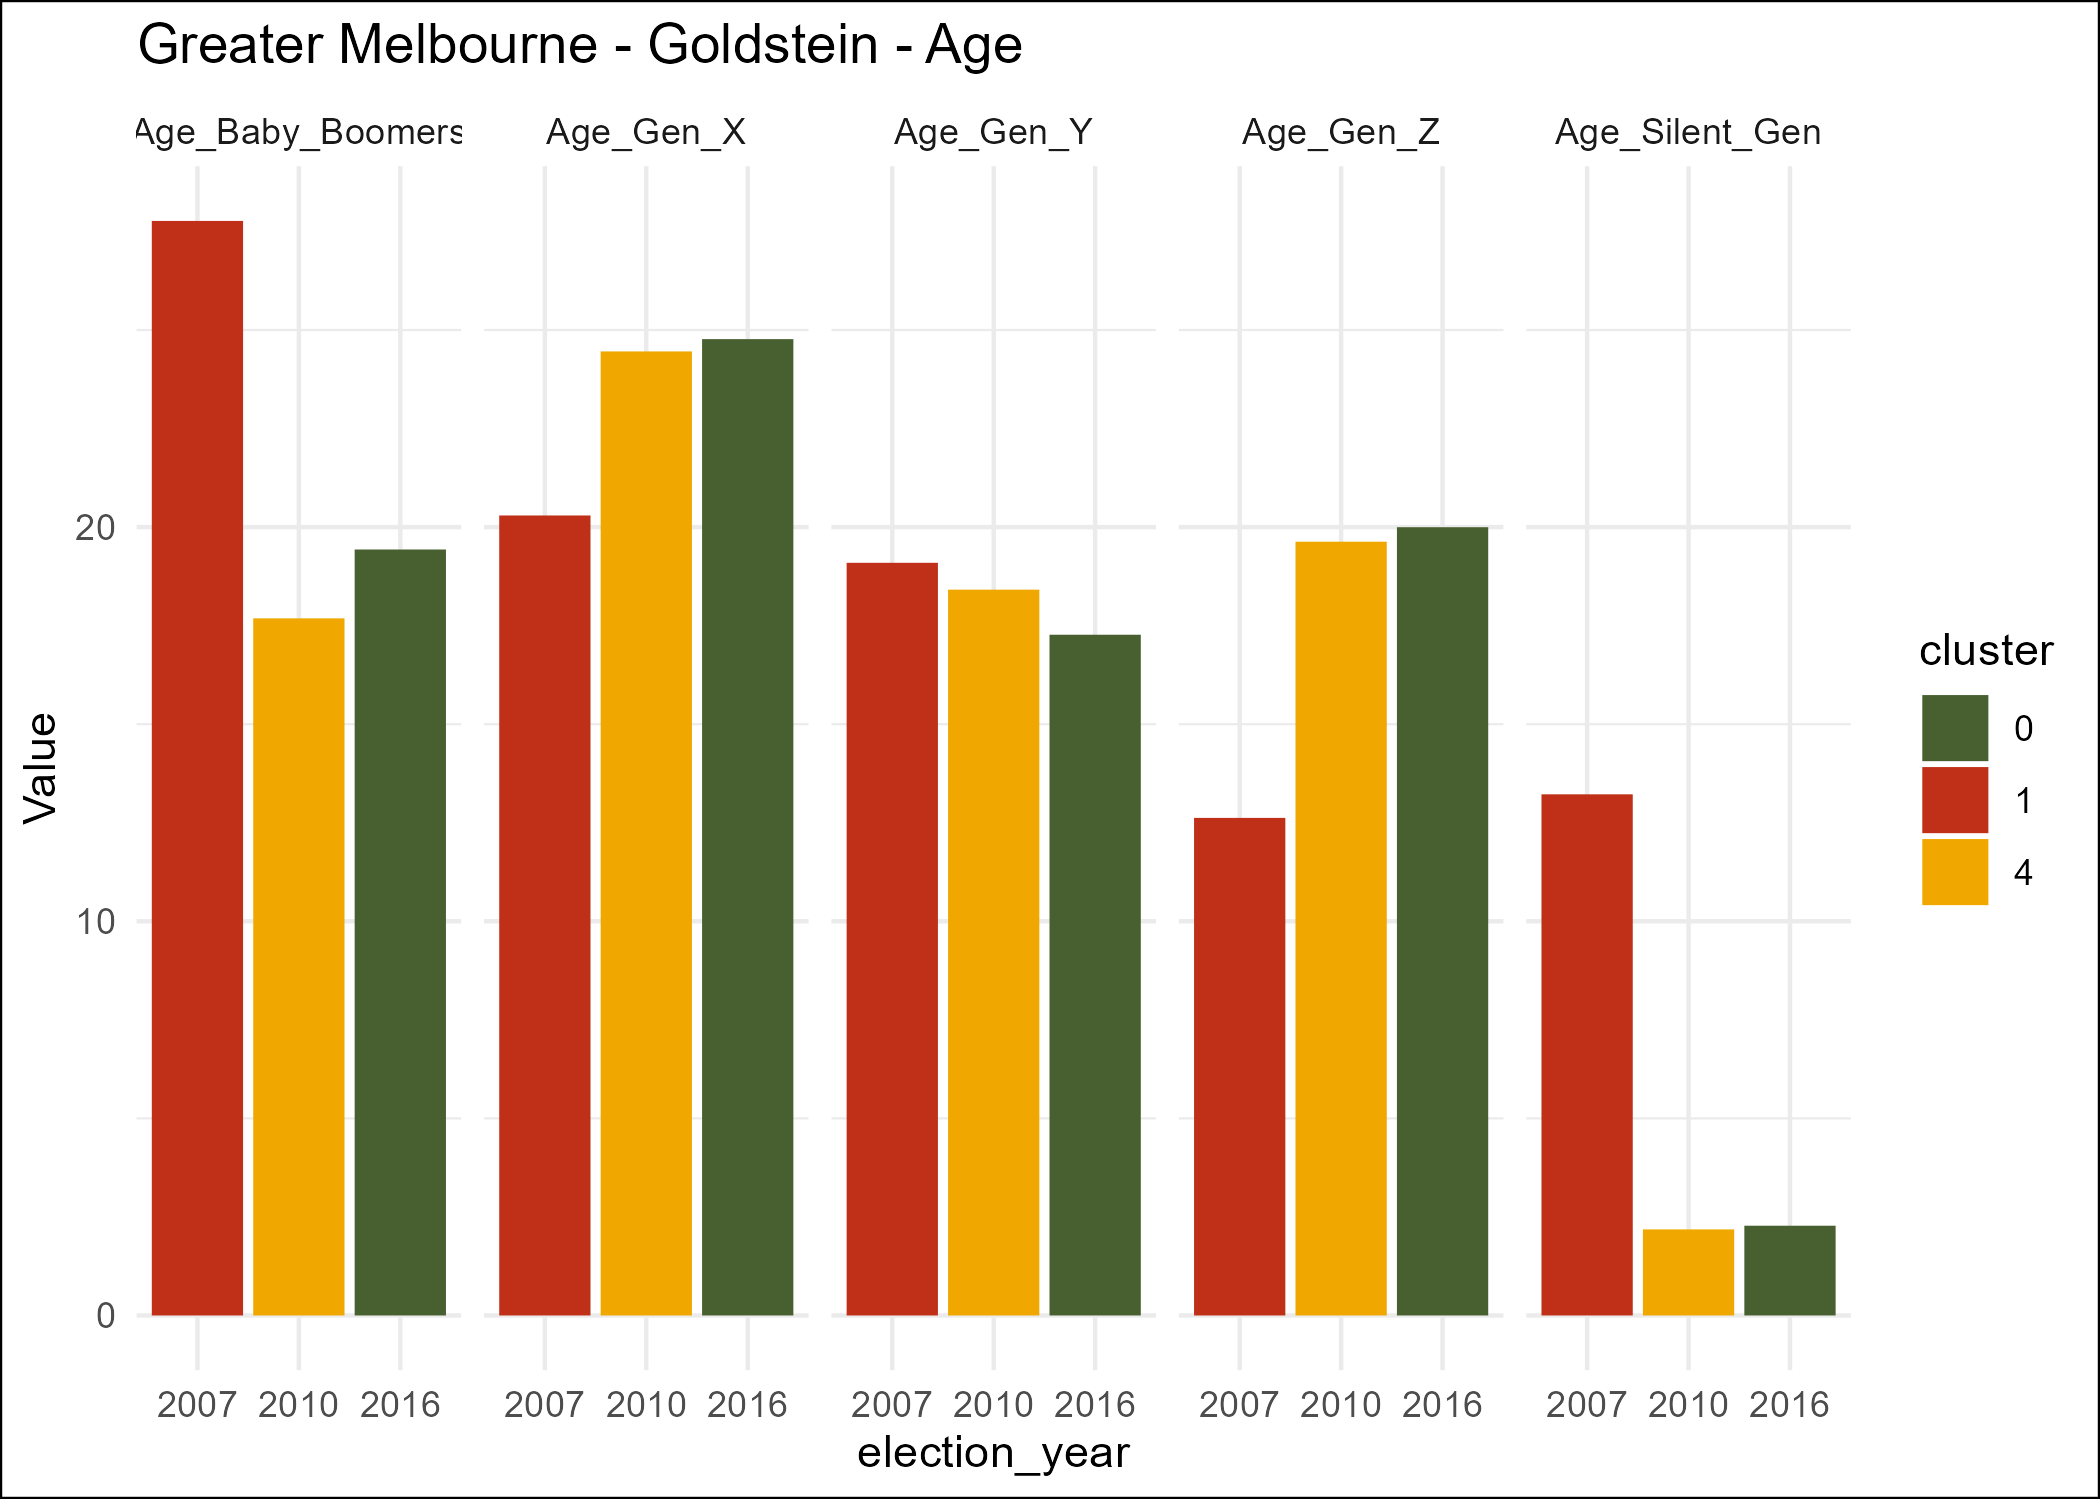 Greater Melbourne - Goldstein - Age
Age_Baby_Boomers Age_Gen_X Age_Gen_Y Age_Gen_Z Age_Silent_Gen
20
10
0
Value
2007 2010 2016 2007 2010 2016 2007 2010 2016 2007 2010 2016 2007 2010 2016
election_year
cluster
0
1
4